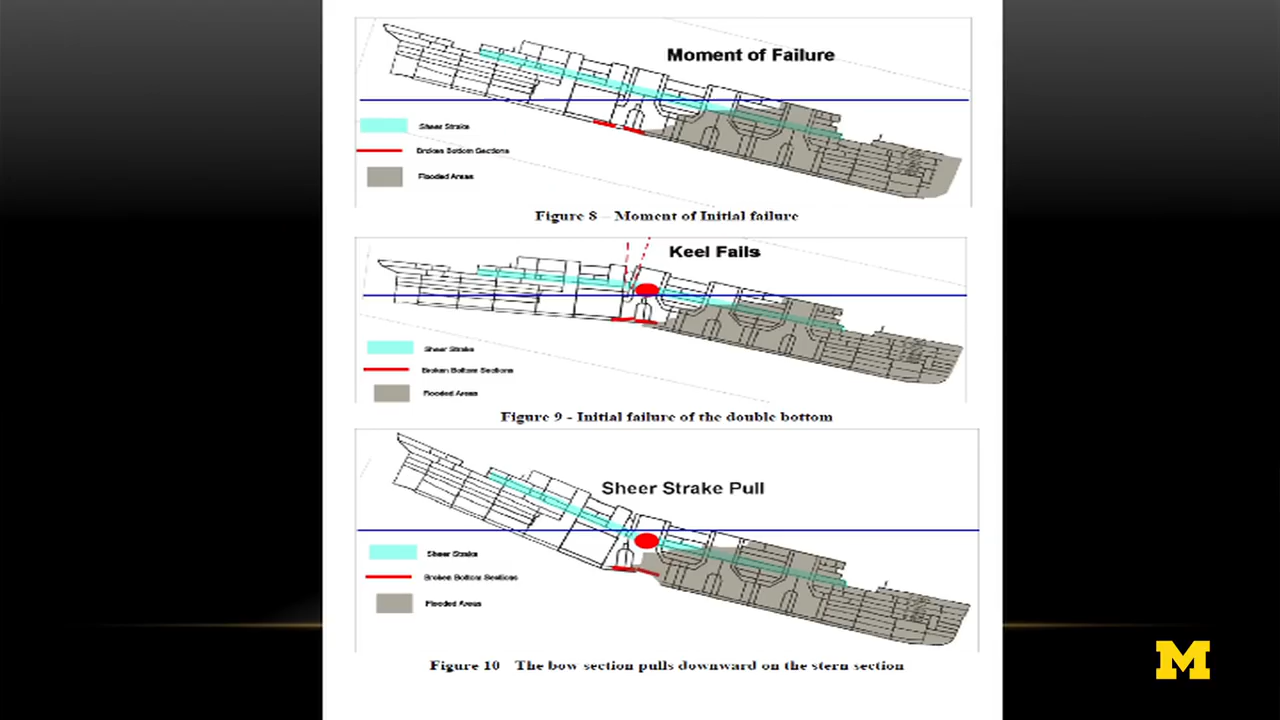 Moment of Failure
Sheer Strake
Broken Bottom Sections
Flooded Areas
Figure 8 – Moment of Initial failure
Keel Fails
Sheer Strake
Broken Bottom Sections
Flooded Areas
Figure 9 - Initial failure of the double bottom
Sheer Strake Pull
Sheer Strake
Broken Bottom Sections
Flooded Areas
Figure 10 The bow section pulls downward on the stern section
M